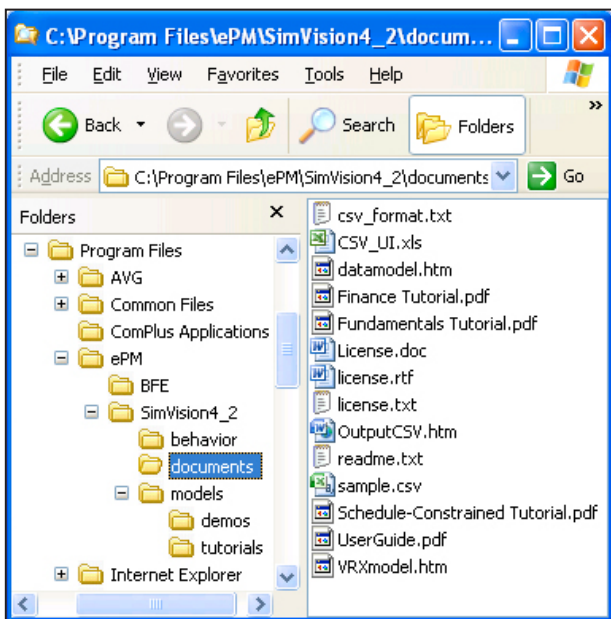 C:\Program Files\ePM\SimVision4_2\docum...
File Edit View Favorites Tools Help
Back Search Folders »
Address C:\Program Files\ePM\SimVision4_2\documents Go
Folders x
Program Files
AVG
Common Files
ComPlus Applications
ePM
BFE
SimVision4_2
behavior
documents
models
demos
tutorials
Internet Explorer
csv_format.txt
CSV_UI.xls
datamodel.htm
Finance Tutorial.pdf
Fundamentals Tutorial.pdf
License.doc
license.rtf
license.txt
OutputCSV.htm
readme.txt
sample.csv
Schedule-Constrained Tutorial.pdf
UserGuide.pdf
VRXmodel.htm